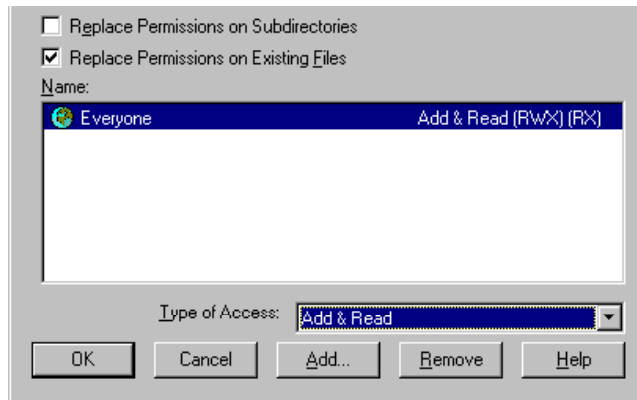 Replace Permissions on Subdirectories
Replace Permissions on Existing Files
Name:
Everyone Add & Read (RWX) (RX)
Type of Access: Add & Read
OK Cancel Add... Remove Help